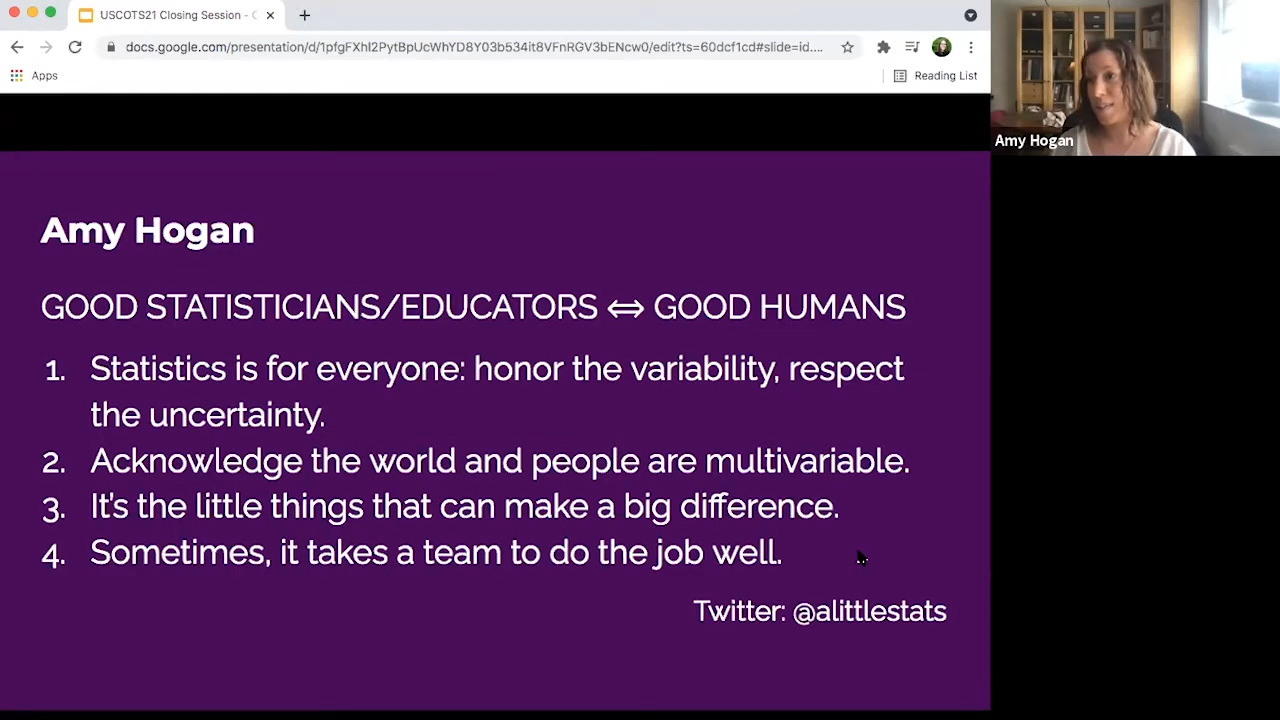 USCOTS21 Closing Session - C
docs.google.com/presentation/d/1pfgFXhI2PytBpUcWhYD8Y03b534it8VFnRGV3bENcw0/edit?ts=60dcf1cd#slide=id....
Apps
Reading List
Amy Hogan
Amy Hogan
GOOD STATISTICIANS/EDUCATORS ⇔ GOOD HUMANS
1. Statistics is for everyone: honor the variability, respect
the uncertainty.
2. Acknowledge the world and people are multivariable.
3. It's the little things that can make a big difference.
4. Sometimes, it takes a team to do the job well.
Twitter: @alittlestats